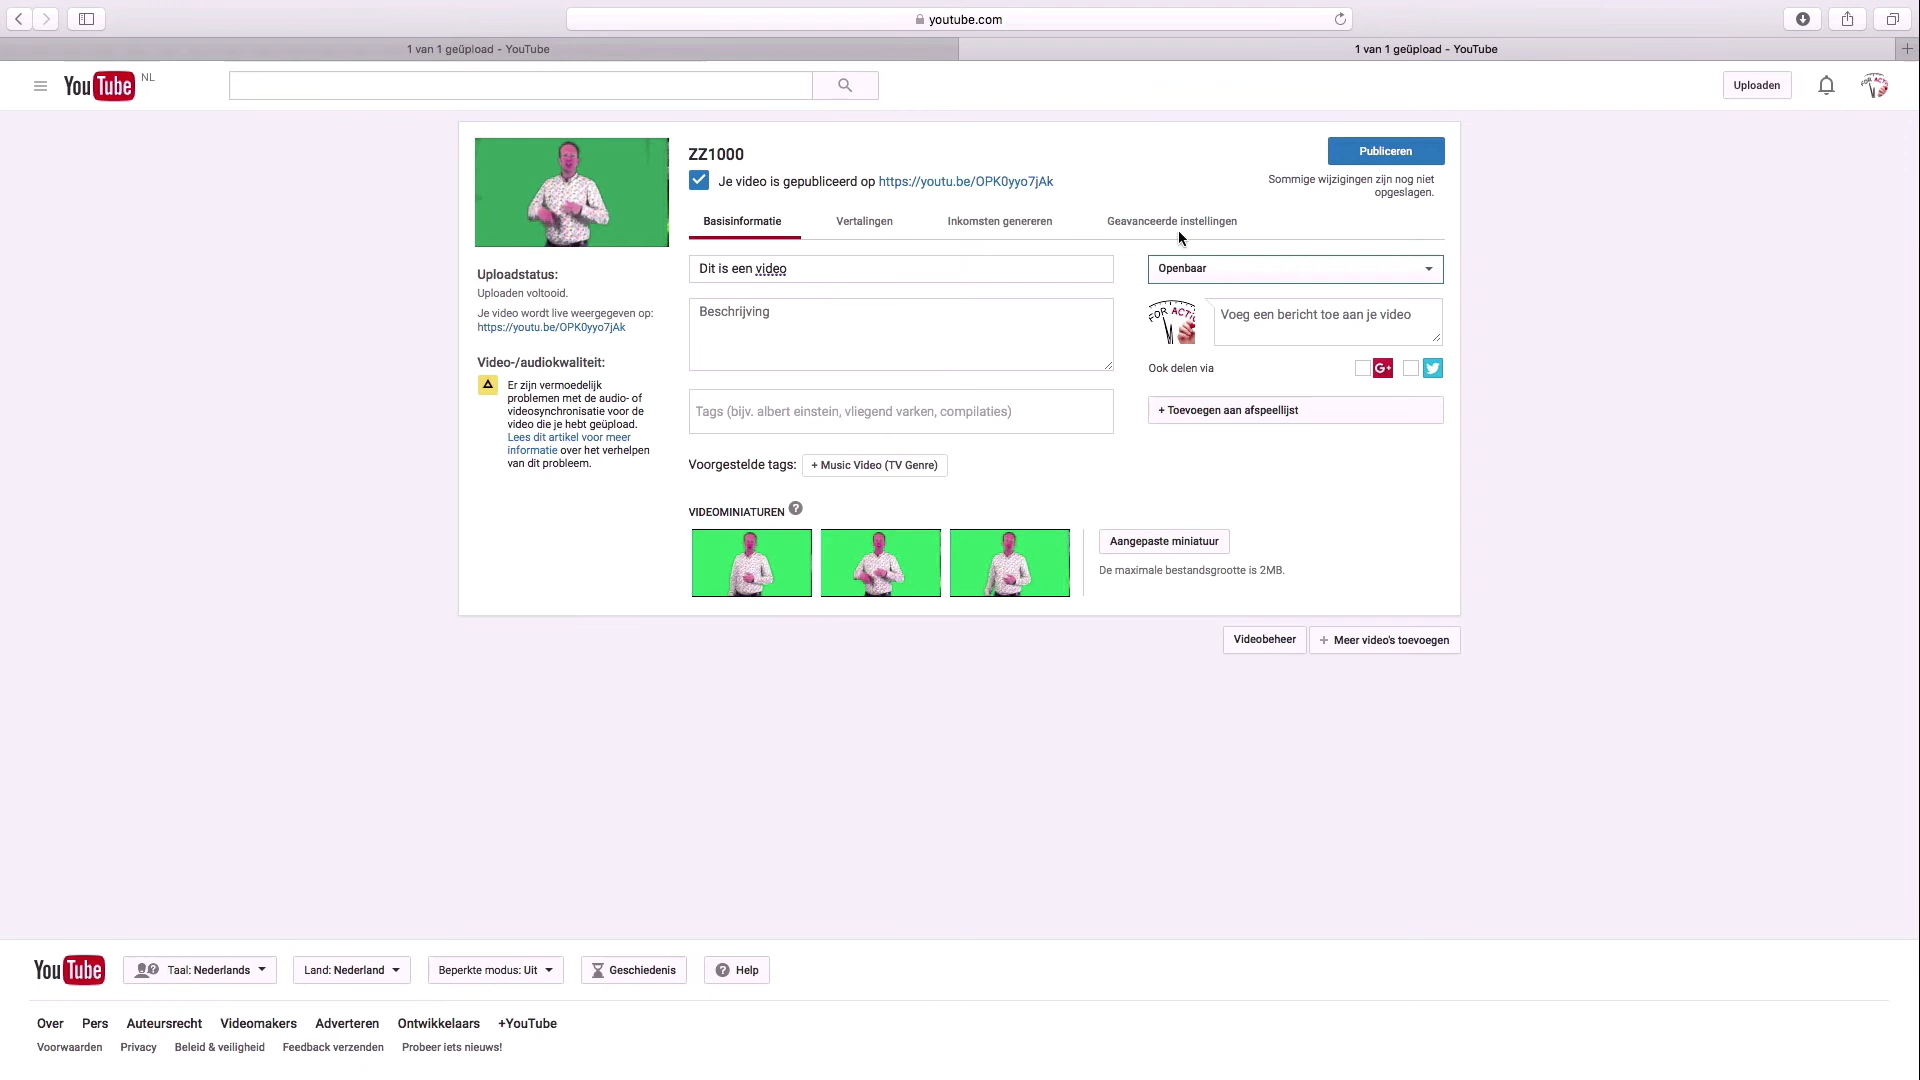 youtube.com
1 van 1 geüpload - YouTube
1 van 1 geüpload - YouTube
YouTube NL
Uploaden
FOR ACTI
ZZ1000
Publiceren
Je video is gepubliceerd op https://youtu.be/OPK0yyo7jAk
Sommige wijzigingen zijn nog niet
opgeslagen.
Basisinformatie
Vertalingen
Inkomsten genereren
Geavanceerde instellingen
Uploadstatus:
Uploaden voltooid.
Je video wordt live weergegeven op:
https://youtu.be/OPK0yyo7jAk
Video-/audiokwaliteit:
Er zijn vermoedelijk
problemen met de audio- of
videosynchronisatie voor de
video die je hebt geüpload.
Lees dit artikel voor meer
informatie over het verhelpen
van dit probleem.
Dit is een video
Beschrijving
Tags (bijv. albert einstein, vliegend varken, compilaties)
Voorgestelde tags: + Music Video (TV Genre)
Openbaar
FOR ACTI
Voeg een bericht toe aan je video
Ook delen via
G+
+ Toevoegen aan afspeellijst
VIDEOMINIATUREN ?
Aangepaste miniatuur
De maximale bestandsgrootte is 2MB.
Videobeheer
+ Meer video's toevoegen
YouTube
Taal: Nederlands
Land: Nederland
Beperkte modus: Uit
Geschiedenis
? Help
Over Pers Auteursrecht Videomakers Adverteren Ontwikkelaars +YouTube
Voorwaarden Privacy Beleid & veiligheid Feedback verzenden Probeer iets nieuws!